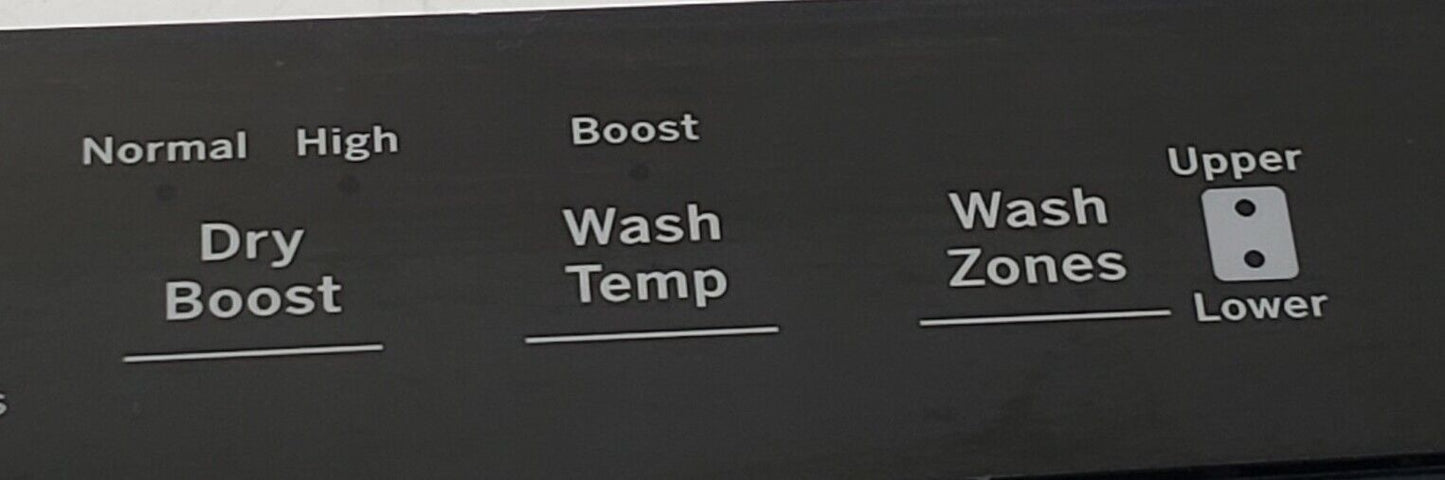 Normal High
Dry
Boost
Boost
Wash
Temp
Wash
Zones
Upper
Lower